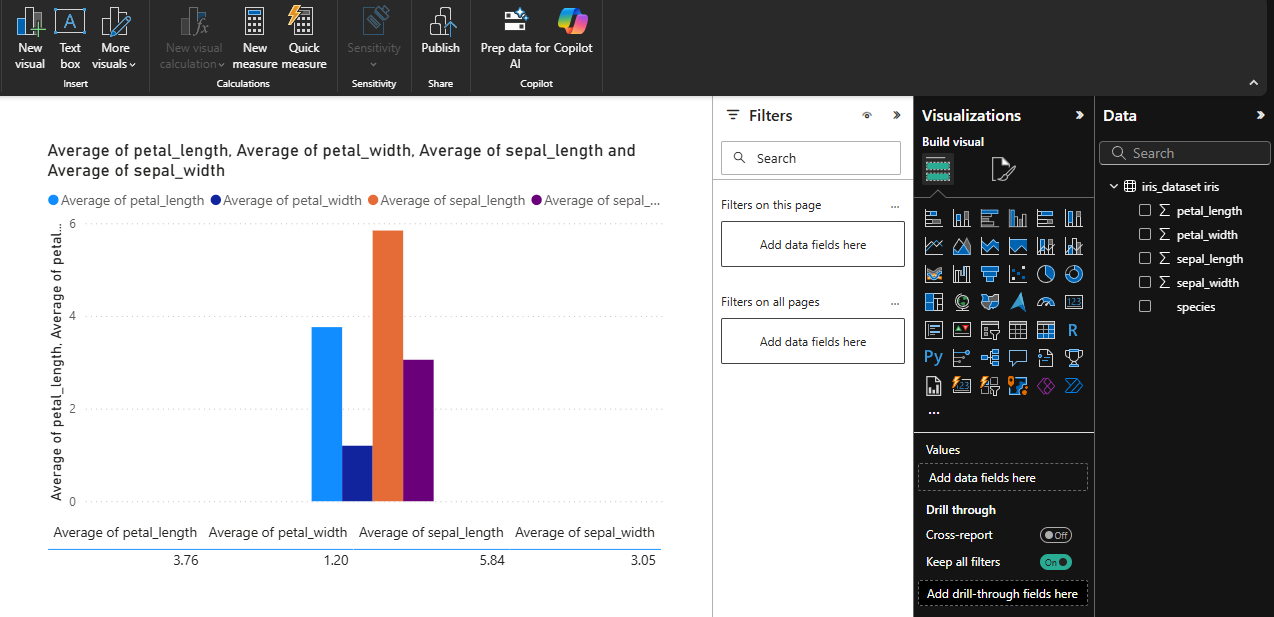 New visual
Text box
More visuals
New visual calculation
New measure
Quick measure
Sensitivity
Publish
Prep data for AI
Copilot
Insert
Calculations
Sensitivity
Share
Copilot
Average of petal_length, Average of petal_width, Average of sepal_length and
Average of sepal_width
Average of petal_length
Average of petal_width
Average of sepal_length
Average of sepal_...
Average of petal_length, Average of petal...
6
4
2
0
Average of petal_length Average of petal_width Average of sepal_length Average of sepal_width
3.76 1.20 5.84 3.05
Filters
Search
Filters on this page
...
Add data fields here
Filters on all pages
...
Add data fields here
Visualizations
Build visual
123
R
Py
123
...
Values
Add data fields here
Drill through
Cross-report
Off
Keep all filters
On
Add drill-through fields here
Data
Search
iris_dataset iris
petal_length
petal_width
sepal_length
sepal_width
species